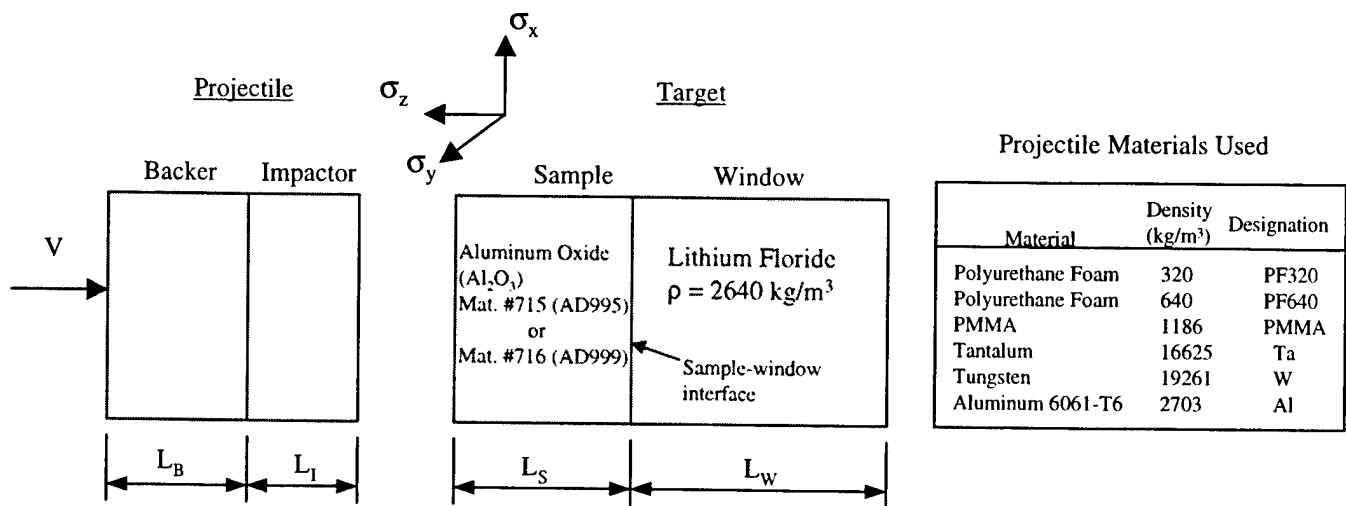 σx
Projectile
σz
Target
σy
Backer Impactor
Sample Window
V
Aluminum Oxide
(Al2O3)
Mat. #715 (AD995)
or
Mat. #716 (AD999)
Lithium Floride
ρ = 2640 kg/m³
Sample-window
interface
LB
LI
LS
LW
Projectile Materials Used
Material Density (kg/m³) Designation
Polyurethane Foam 320 PF320
Polyurethane Foam 640 PF640
PMMA 1186 PMMA
Tantalum 16625 Ta
Tungsten 19261 W
Aluminum 6061-T6 2703 Al